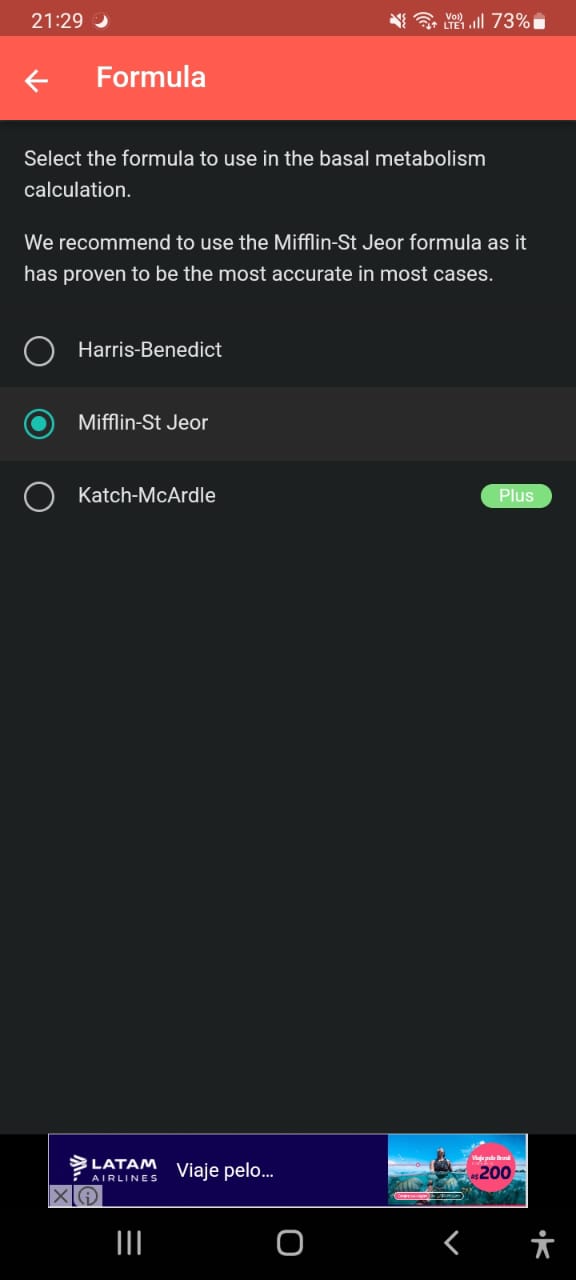 21:29
Vo))
LTE1
73%
Formula
Select the formula to use in the basal metabolism
calculation.
We recommend to use the Mifflin-St Jeor formula as it
has proven to be the most accurate in most cases.
Harris-Benedict
Mifflin-St Jeor
Katch-McArdle
Plus
LATAM
AIRLINES
Viaje pelo...
Viaje pelo Brasil
R$200